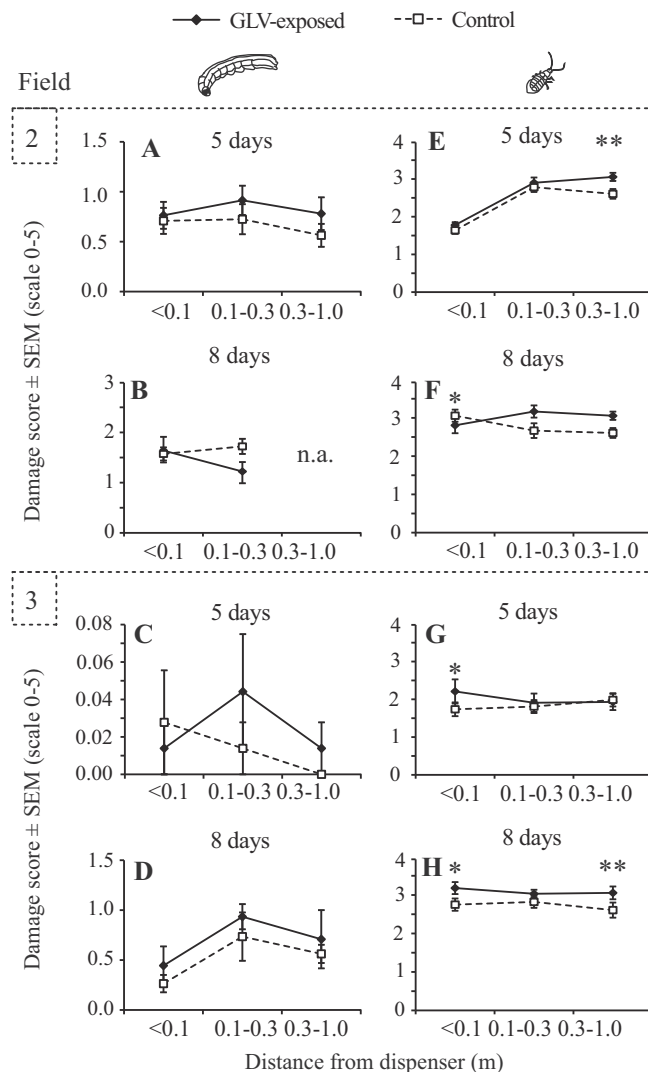 GLV-exposed Control
Field
2
Damage score ± SEM (scale 0-5)
A 5 days
1.5
1.0
0.5
0.0
<0.1 0.1-0.3 0.3-1.0
E 5 days **
4
3
2
1
0
<0.1 0.1-0.3 0.3-1.0
B 8 days
3
2
1
0
n.a.
<0.1 0.1-0.3 0.3-1.0
F 8 days
*
4
3
2
1
0
<0.1 0.1-0.3 0.3-1.0
3
Damage score ± SEM (scale 0-5)
C 5 days
0.08
0.06
0.04
0.02
0.00
<0.1 0.1-0.3 0.3-1.0
G 5 days
*
4
3
2
1
0
<0.1 0.1-0.3 0.3-1.0
D 8 days
1.5
1.0
0.5
0.0
<0.1 0.1-0.3 0.3-1.0
H 8 days
* **
4
3
2
1
0
<0.1 0.1-0.3 0.3-1.0
Distance from dispenser (m)